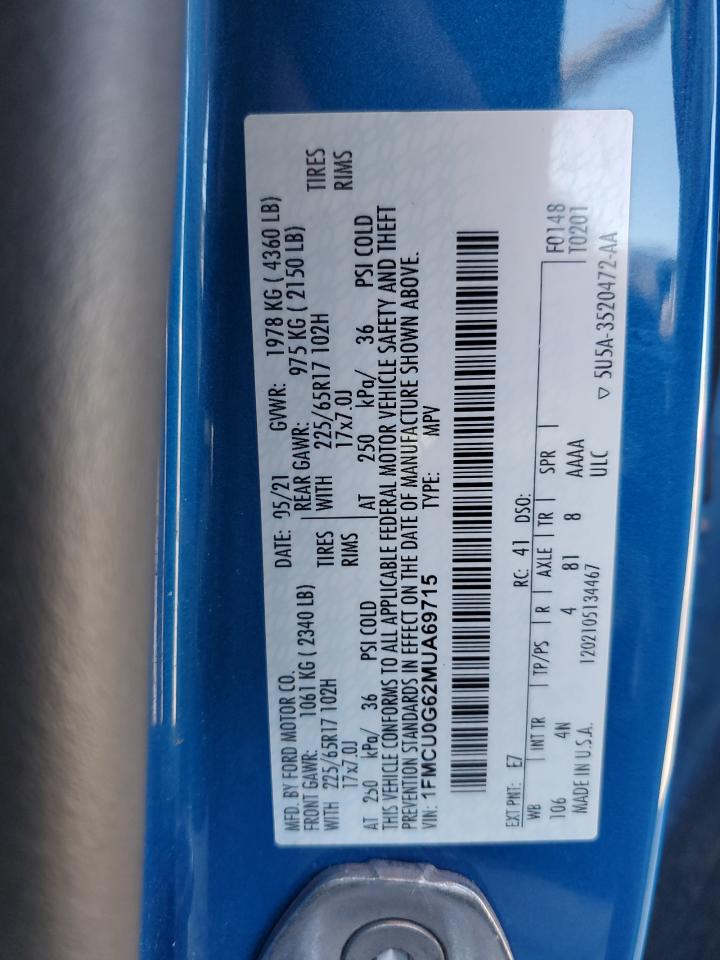 MFD. BY FORD MOTOR CO.
DATE: 05/21 GVWR: 1978 KG ( 4360 LB)
FRONT GAWR: 1061 KG ( 2340 LB) REAR GAWR: 975 KG ( 2150 LB)
WITH 225/65R17 102H TIRES WITH 225/65R17 102H TIRES
17x7.0J RIMS 17x7.0J RIMS
AT 250 kPa/ 36 PSI COLD AT 250 kPa/ 36 PSI COLD
THIS VEHICLE CONFORMS TO ALL APPLICABLE FEDERAL MOTOR VEHICLE SAFETY AND THEFT
PREVENTION STANDARDS IN EFFECT ON THE DATE OF MANUFACTURE SHOWN ABOVE.
VIN: 1FMCU0G62MUA69715 TYPE: MPV
EXT PNT: E7 RC: 41 DSO: F0148
WB INT TR TP/PS R AXLE TR SPR T0201
106 4N 4 81 8 AAAA
MADE IN U.S.A. 1202105134467 ULC ▽ 5U5A-3520472-AA